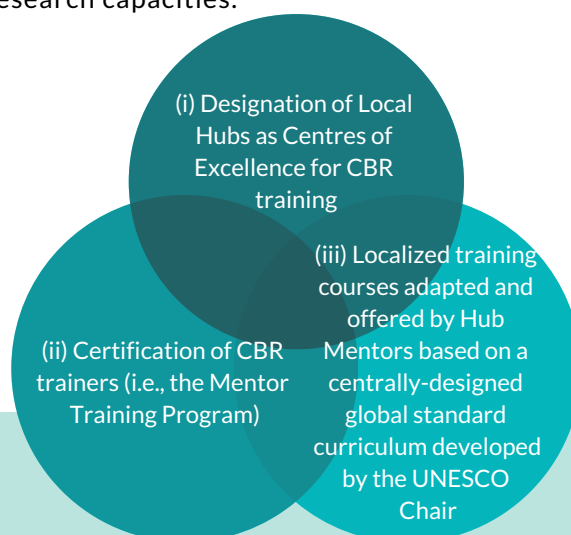 esearch capacities.
(i) Designation of Local
Hubs as Centres of
Excellence for CBR
training
(ii) Certification of CBR
trainers (i.e., the Mentor
Training Program)
(iii) Localized training
courses adapted and
offered by Hub
Mentors based on a
centrally-designed
global standard
curriculum developed
by the UNESCO
Chair